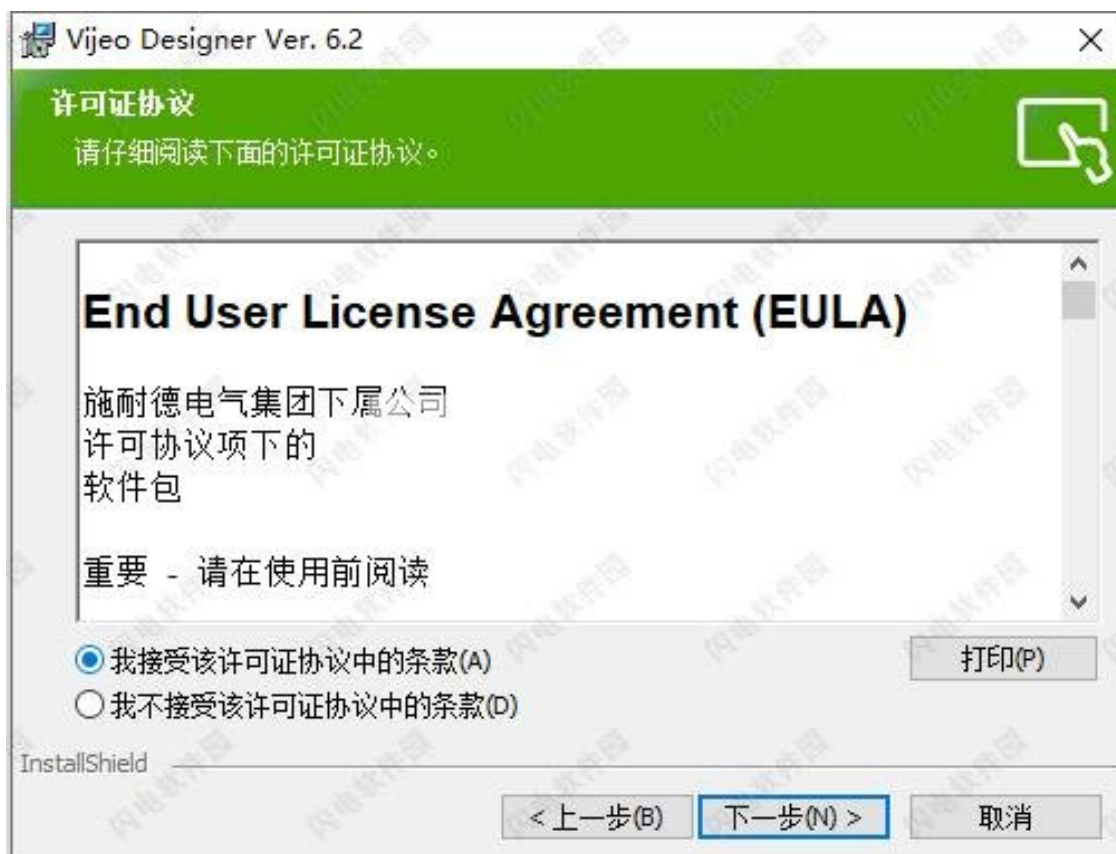 Vijeo Designer Ver. 6.2
许可证协议
请仔细阅读下面的许可证协议。
End User License Agreement (EULA)
施耐德电气集团下属公司
许可协议项下的
软件包
重要 - 请在使用前阅读
我接受该许可证协议中的条款(A)
打印(P)
我不接受该许可证协议中的条款(D)
InstallShield
< 上一步(B)
下一步(N) >
取消
闪电软件园